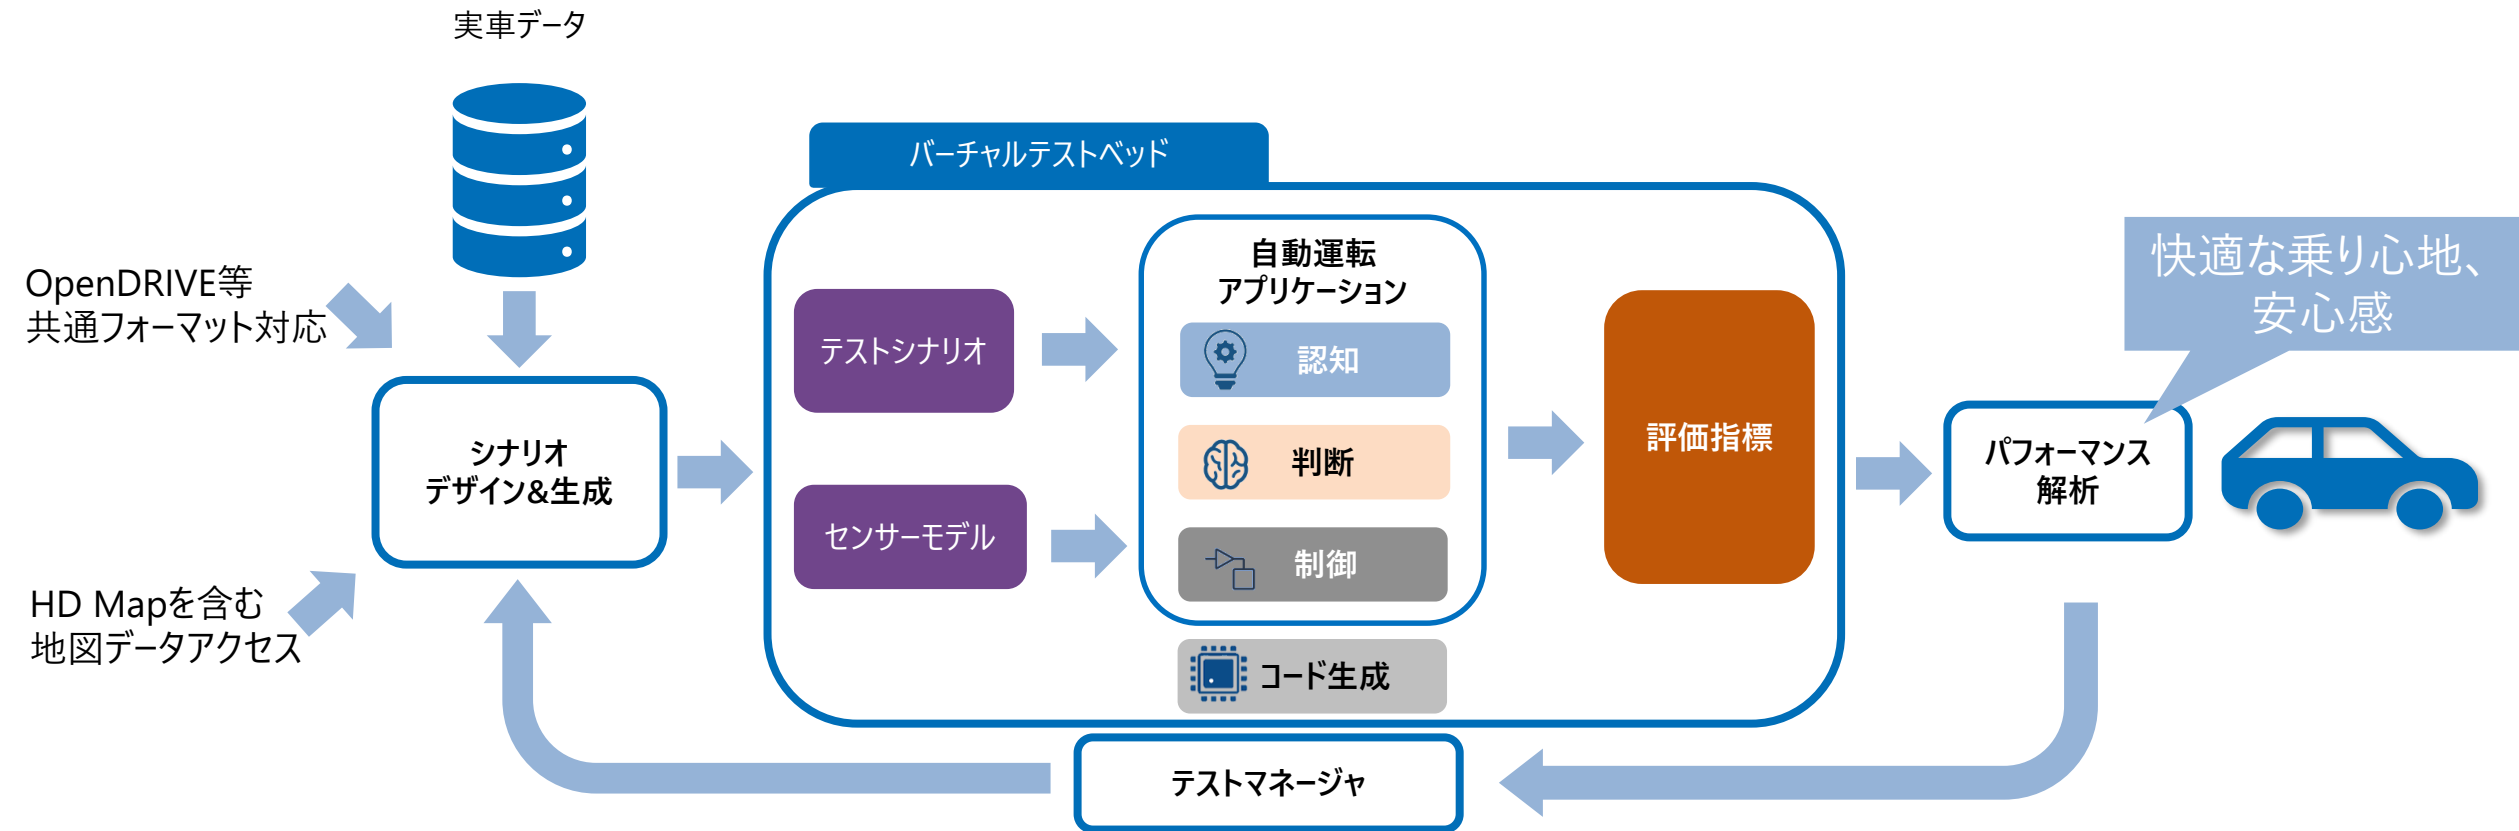 実車データ
OpenDRIVE等
共通フォーマット対応
HD Mapを含む
地図データアクセス
シナリオ
デザイン&生成
バーチャルテストベッド
テストシナリオ
センサーモデル
自動運転
アプリケーション
認知
判断
制御
コード生成
評価指標
快適な乗り心地、
安心感
パフォーマンス
解析
テストマネージャ